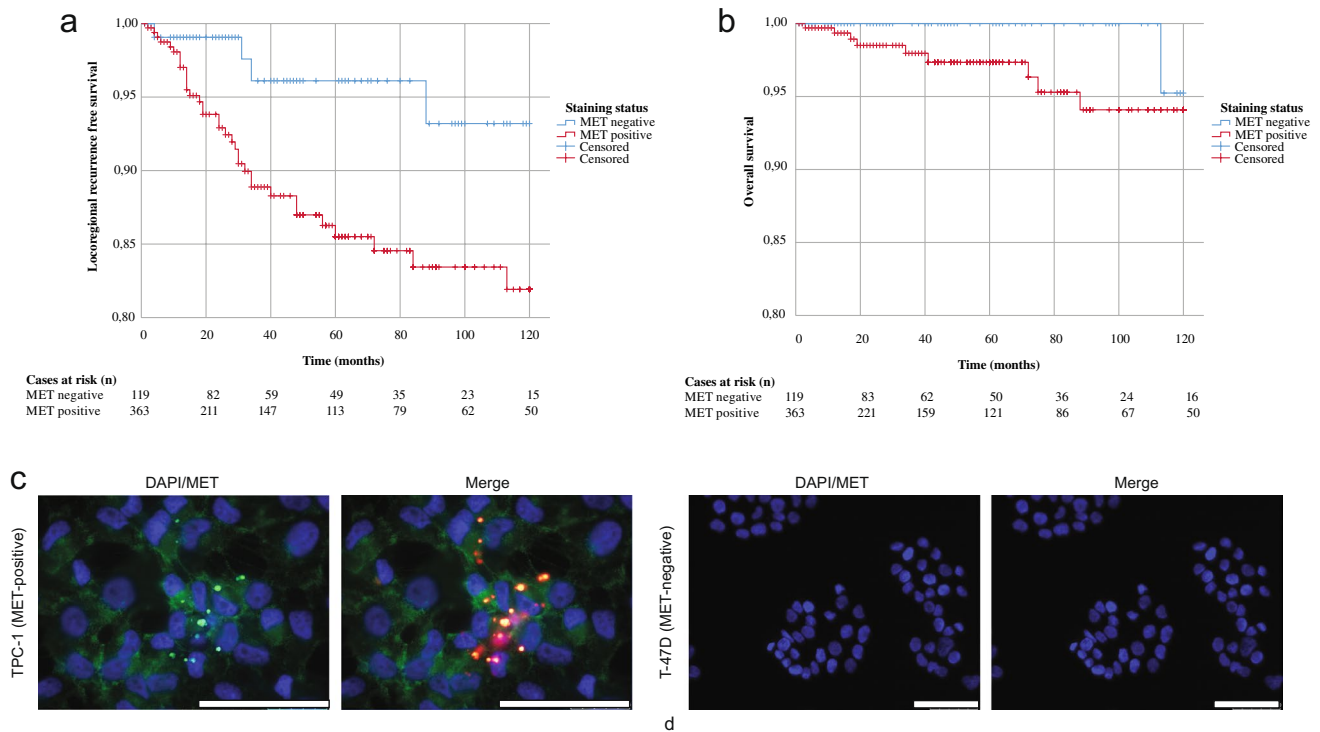 a
Locoregional recurrence free survival
1,00
0,95
0,90
0,85
0,80
0 20 40 60 80 100 120
Time (months)
Staining status
MET negative
MET positive
Censored
Censored
Cases at risk (n)
MET negative 119 82 59 49 35 23 15
MET positive 363 211 147 113 79 62 50
b
Overall survival
1,00
0,95
0,90
0,85
0,80
0 20 40 60 80 100 120
Time (months)
Staining status
MET negative
MET positive
Censored
Censored
Cases at risk (n)
MET negative 119 83 62 50 36 24 16
MET positive 363 221 159 121 86 67 50
c
DAPI/MET Merge
TPC-1 (MET-positive)
DAPI/MET Merge
T-47D (MET-negative)
d